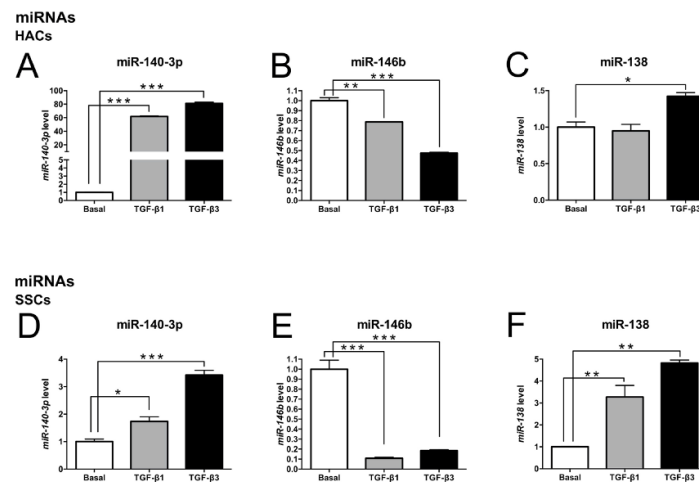 miRNAs
HACs
A
miR-140-3p
miR-140-3p level
100
80
60
40
20
5
4
3
2
1
0
***
***
Basal
TGF-β1
TGF-β3
B
miR-146b
miR-146b level
1.1
1.0
0.9
0.8
0.7
0.6
0.5
0.4
0.3
0.2
0.1
0.0
***
**
Basal
TGF-β1
TGF-β3
C
miR-138
miR-138 level
1.5
1.0
0.5
0.0
*
Basal
TGF-β1
TGF-β3
miRNAs
SSCs
D
miR-140-3p
miR-140-3p level
4
3
2
1
0
***
*
Basal
TGF-β1
TGF-β3
E
miR-146b
miR-146b level
1.1
1.0
0.9
0.8
0.7
0.6
0.5
0.4
0.3
0.2
0.1
0.0
***
***
Basal
TGF-β1
TGF-β3
F
miR-138
miR-138 level
5
4
3
2
1
0
**
**
Basal
TGF-β1
TGF-β3